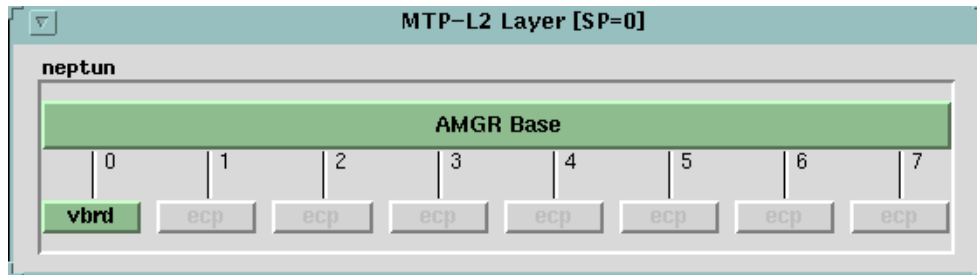 MTP-L2 Layer [SP=0]
neptun
AMGR Base
0 1 2 3 4 5 6 7
vbrd ecp ecp ecp ecp ecp ecp ecp